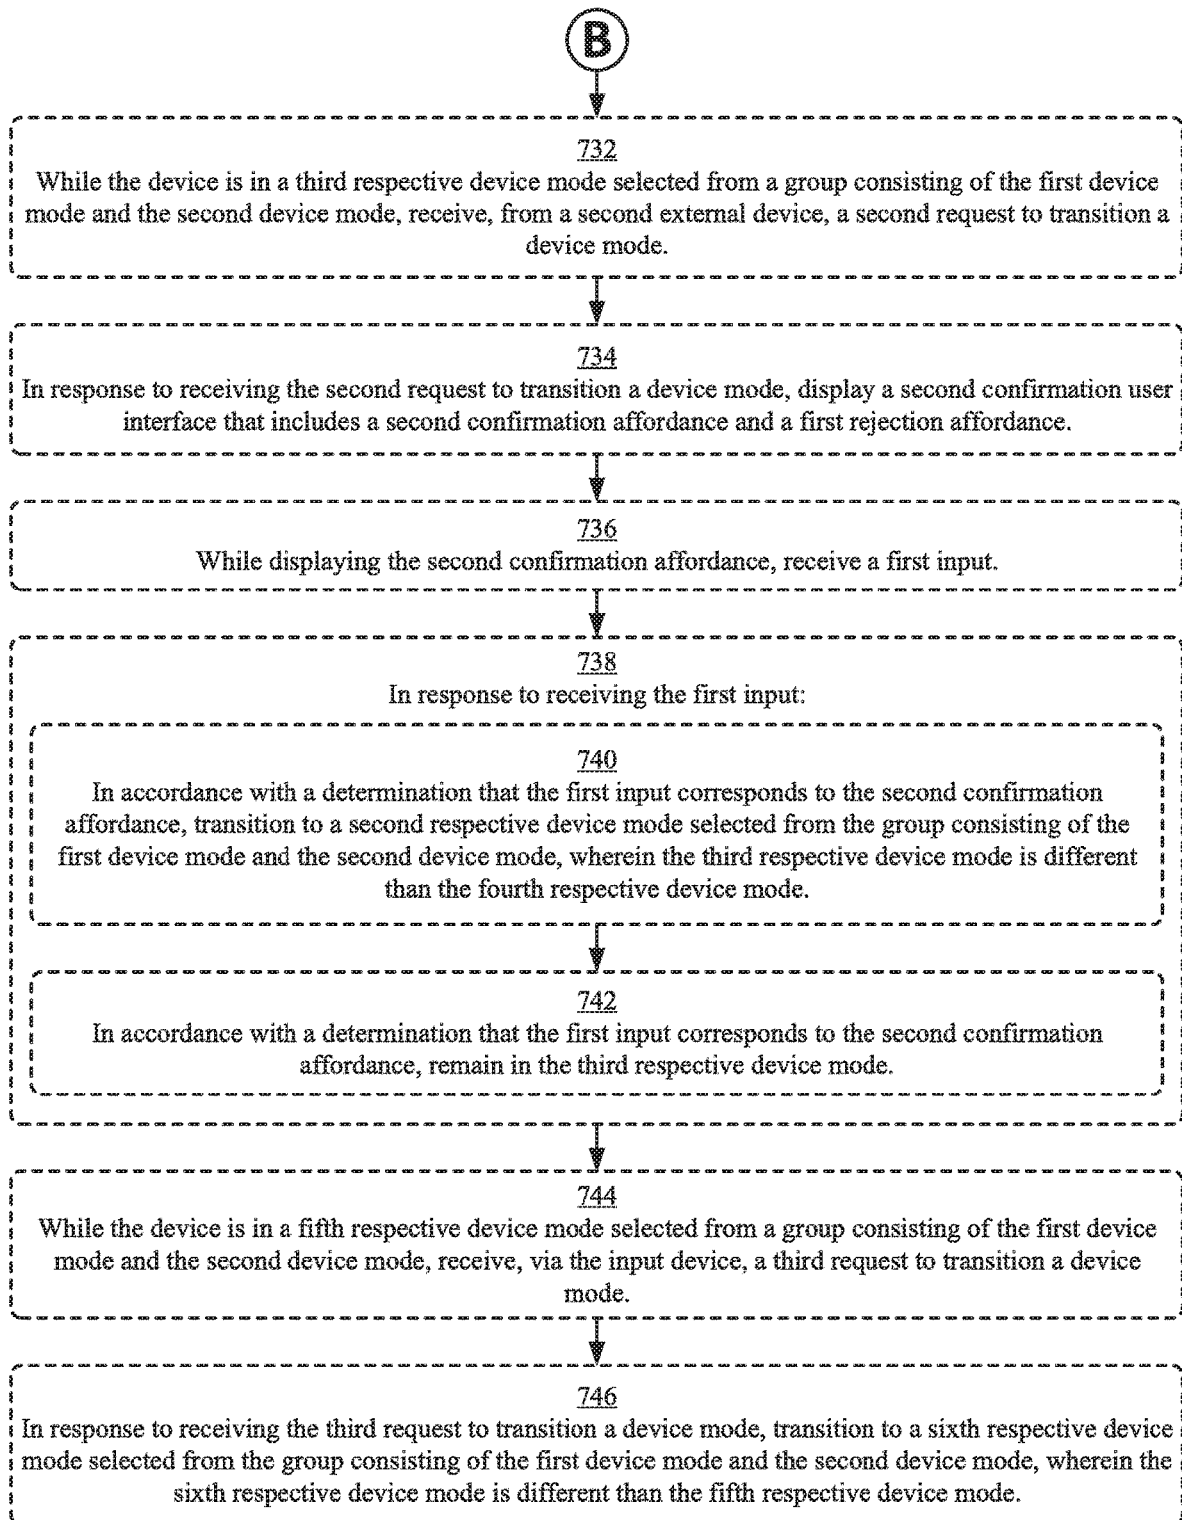 B
732
While the device is in a third respective device mode selected from a group consisting of the first device
mode and the second device mode, receive, from a second external device, a second request to transition a
device mode.
734
In response to receiving the second request to transition a device mode, display a second confirmation user
interface that includes a second confirmation affordance and a first rejection affordance.
736
While displaying the second confirmation affordance, receive a first input.
738
In response to receiving the first input:
740
In accordance with a determination that the first input corresponds to the second confirmation
affordance, transition to a second respective device mode selected from the group consisting of the
first device mode and the second device mode, wherein the third respective device mode is different
than the fourth respective device mode.
742
In accordance with a determination that the first input corresponds to the second confirmation
affordance, remain in the third respective device mode.
744
While the device is in a fifth respective device mode selected from a group consisting of the first device
mode and the second device mode, receive, via the input device, a third request to transition a device
mode.
746
In response to receiving the third request to transition a device mode, transition to a sixth respective device
mode selected from the group consisting of the first device mode and the second device mode, wherein the
sixth respective device mode is different than the fifth respective device mode.